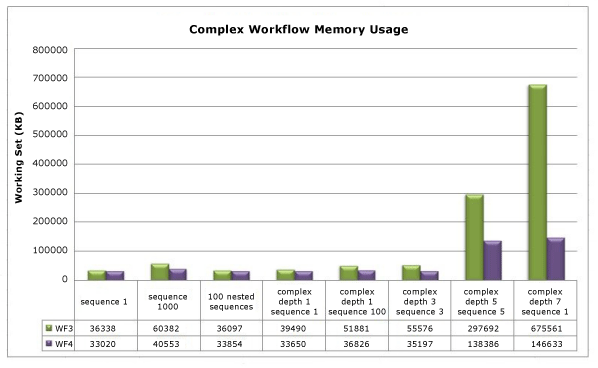 Complex Workflow Memory Usage
Working Set (KB)
800000
700000
600000
500000
400000
300000
200000
100000
0
sequence 1
sequence 1000
100 nested sequences
complex depth 1 sequence 1
complex depth 1 sequence 100
complex depth 3 sequence 3
complex depth 5 sequence 5
complex depth 7 sequence 1
WF3 36338 60382 36097 39490 51881 55576 297692 675561
WF4 33020 40553 33854 33650 36826 35197 138386 146633